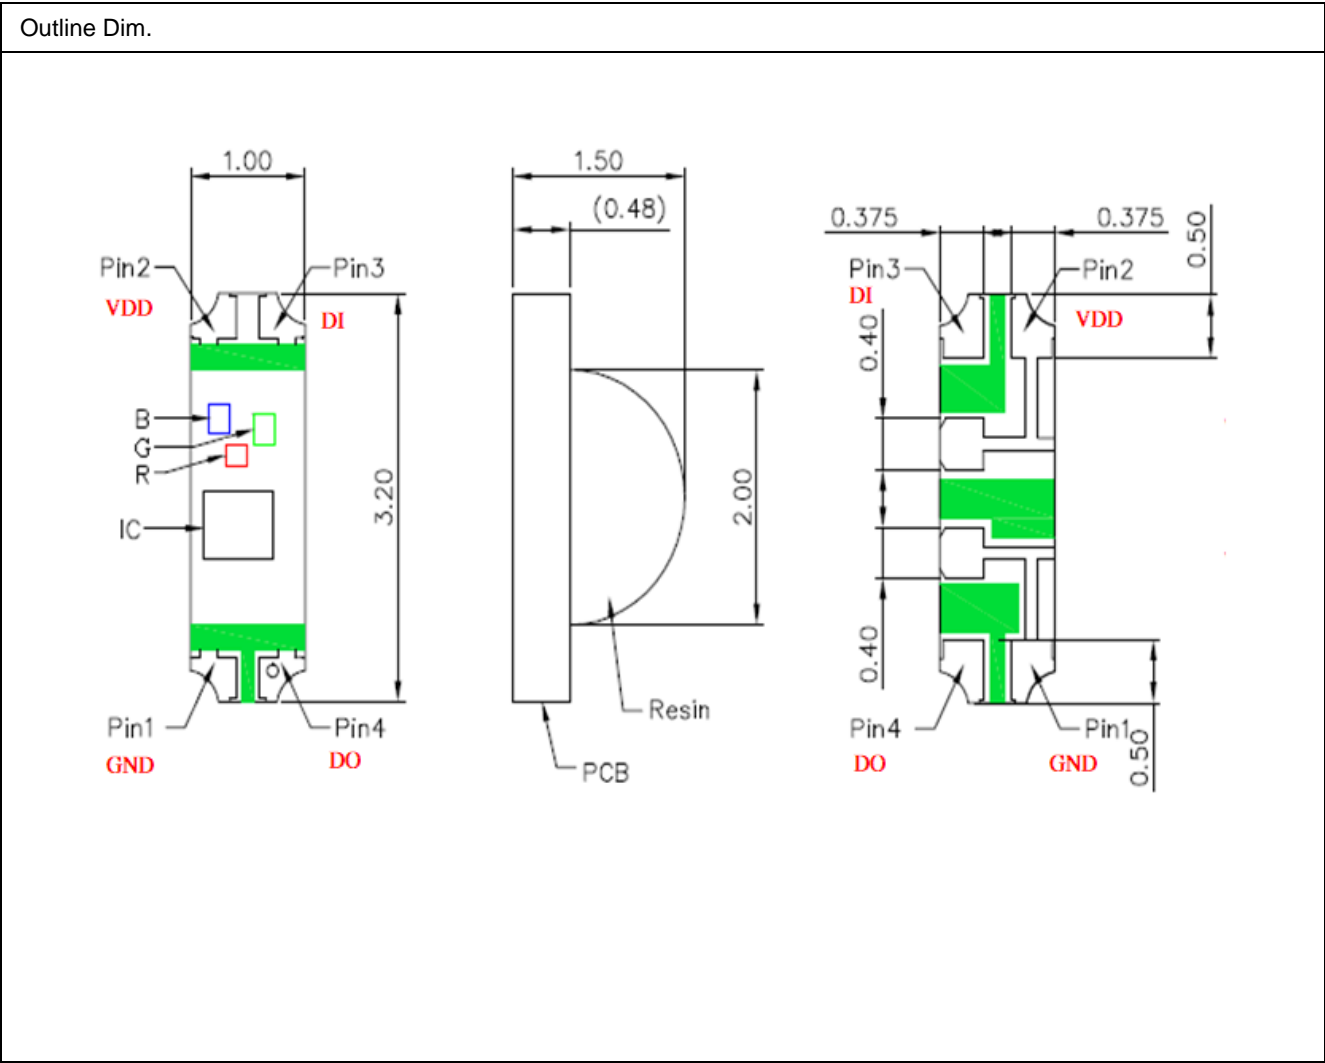 Outline Dim.
1.00
Pin2
Pin3
VDD
DI
B
G
R
IC
3.20
Pin1
Pin4
GND
DO
1.50
(0.48)
2.00
Resin
PCB
0.375
0.375
0.50
Pin3
Pin2
DI
VDD
0.40
0.40
Pin4
Pin1
DO
GND
0.50